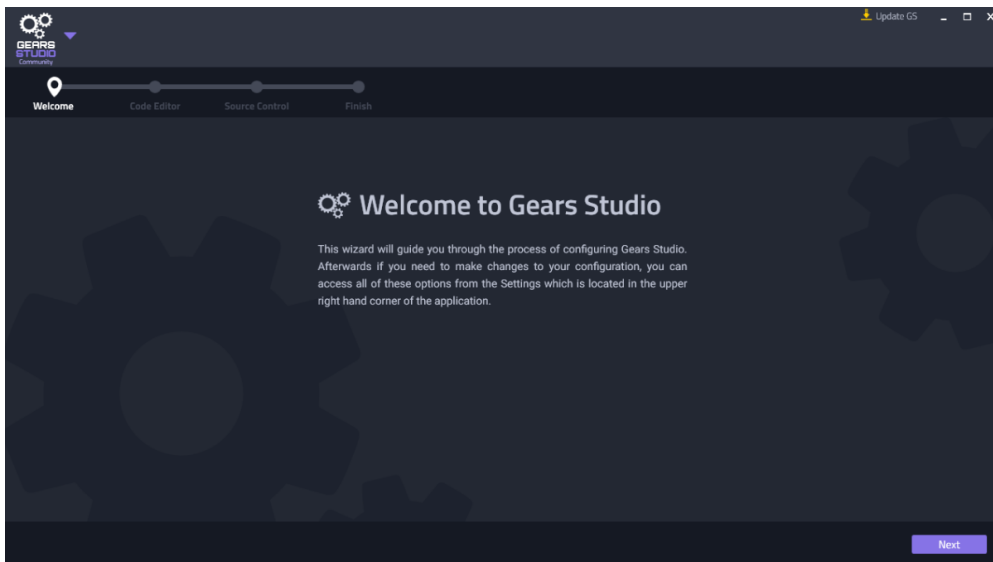 Update GS
GEARS
STUDIO
Community
Welcome
Code Editor
Source Control
Finish
Welcome to Gears Studio
This wizard will guide you through the process of configuring Gears Studio.
Afterwards if you need to make changes to your configuration, you can
access all of these options from the Settings which is located in the upper
right hand corner of the application.
Next